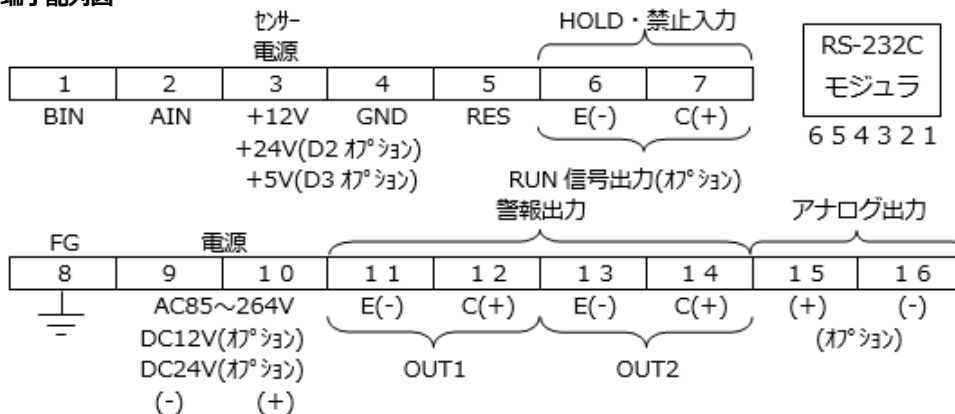 端子配列図
センサー
電源
HOLD・禁止入力
RS-232C
モジュラ
6 5 4 3 2 1
1 2 3 4 5 6 7
BIN AIN +12V GND RES E(-) C(+)
+24V(D2 オプション)
+5V(D3 オプション)
RUN 信号出力(オプション)
警報出力
アナログ出力
FG
電源
8 9 10 11 12 13 14 15 16
AC85～264V
E(-) C(+) E(-) C(+) (+) (-)
DC12V(オプション)
(オプション)
DC24V(オプション)
OUT1 OUT2
(-) (+)